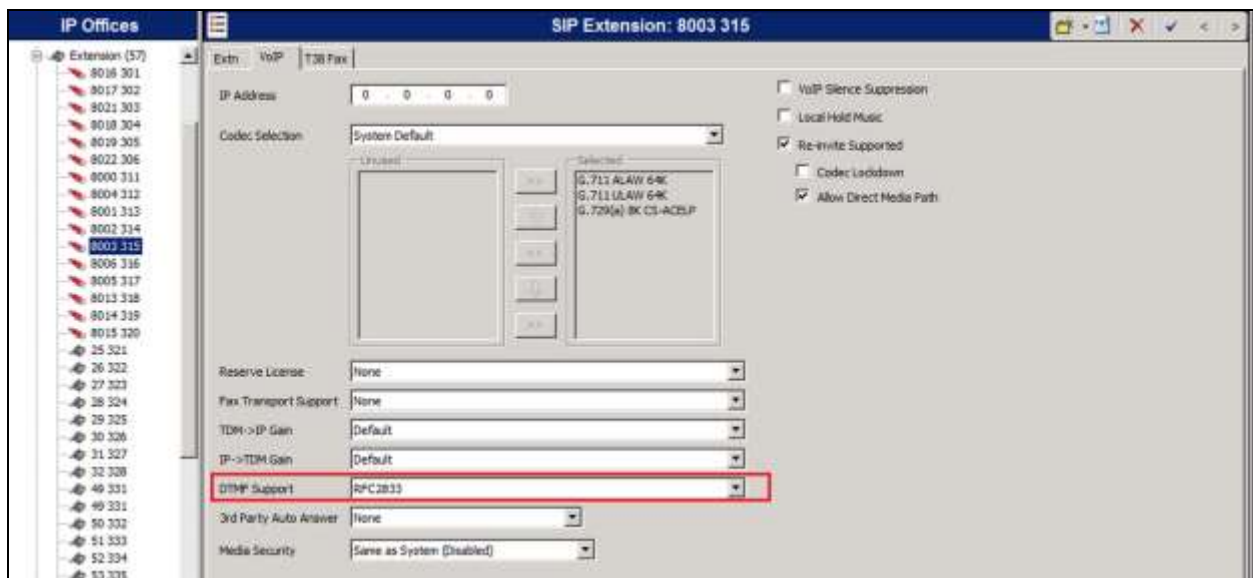 IP Offices
SIP Extension: 8003 315
Extension (57)
8016 301
8017 302
8021 303
8018 304
8019 305
8022 306
8000 311
8004 312
8001 313
8002 314
8003 315
8006 316
8005 317
8013 318
8014 319
8015 320
25 321
26 322
27 323
28 324
29 325
30 326
31 327
32 328
49 331
50 332
51 333
52 334
53 335
Extn VoIP T38 Fax
IP Address 0 . 0 . 0 . 0
Codec Selection System Default
Unused
Selected
G.711 ALAW 64K
G.711 ULAW 64K
G.729(a) 8K CS-ACELP
>>
Reserve License None
Fax Transport Support None
TDM->IP Gain Default
IP->TDM Gain Default
DTMF Support RFC2833
3rd Party Auto Answer None
Media Security Same as System (Disabled)
VoIP Silence Suppression
Local Hold Music
Re-invite Supported
Codec Lockdown
Allow Direct Media Path